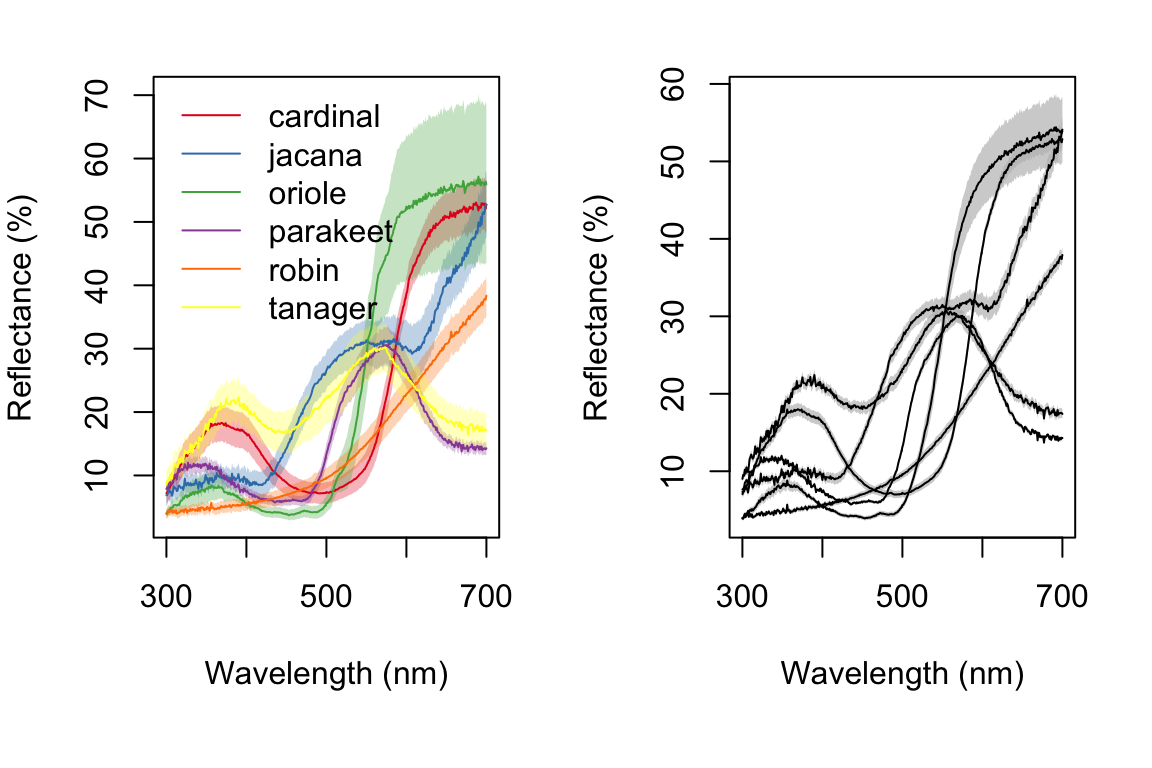 Reflectance (%)
70
60
50
40
30
20
10
cardinal
jacana
oriole
parakeet
robin
tanager
300
500
700
Wavelength (nm)
Reflectance (%)
60
50
40
30
20
10
300
500
700
Wavelength (nm)